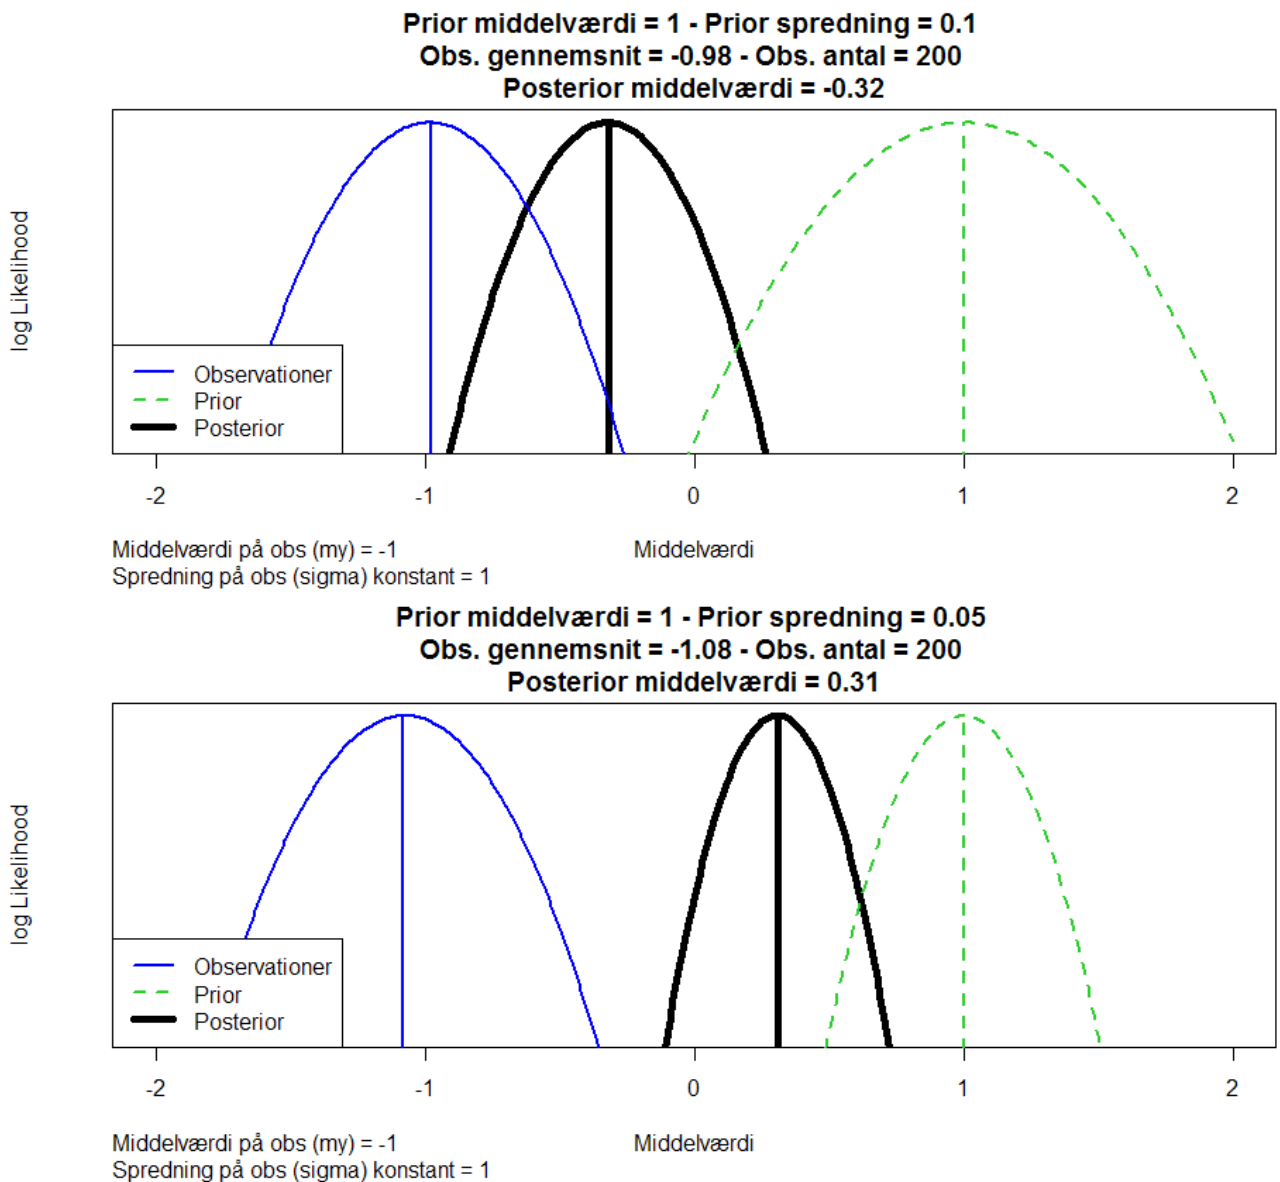 Prior middelværdi = 1 - Prior spredning = 0.1
Obs. gennemsnit = -0.98 - Obs. antal = 200
Posterior middelværdi = -0.32
log Likelihood
Observationer
Prior
Posterior
-2
-1
0
1
2
Middelværdi på obs (my) = -1
Middelværdi
Spredning på obs (sigma) konstant = 1
Prior middelværdi = 1 - Prior spredning = 0.05
Obs. gennemsnit = -1.08 - Obs. antal = 200
Posterior middelværdi = 0.31
log Likelihood
Observationer
Prior
Posterior
-2
-1
0
1
2
Middelværdi på obs (my) = -1
Middelværdi
Spredning på obs (sigma) konstant = 1